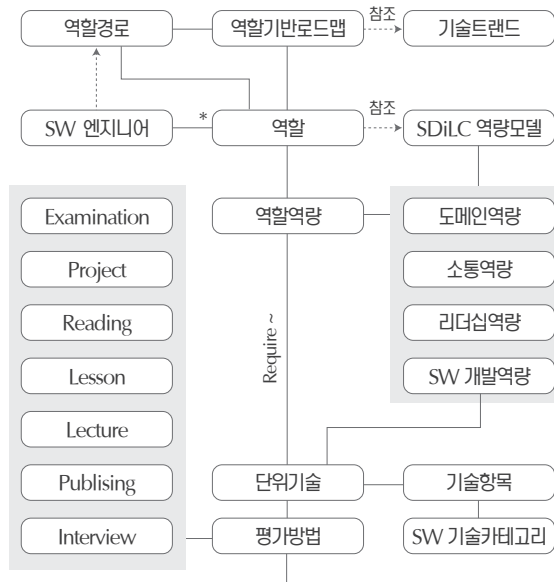 역할경로
역할기반로드맵
참조
기술트랜드
SW 엔지니어
*
역할
참조
SDiLC 역량모델
Examination
역할역량
도메인역량
Project
소통역량
Reading
Require ~
리더십역량
Lesson
SW 개발역량
Lecture
Publising
단위기술
기술항목
Interview
평가방법
SW 기술카테고리